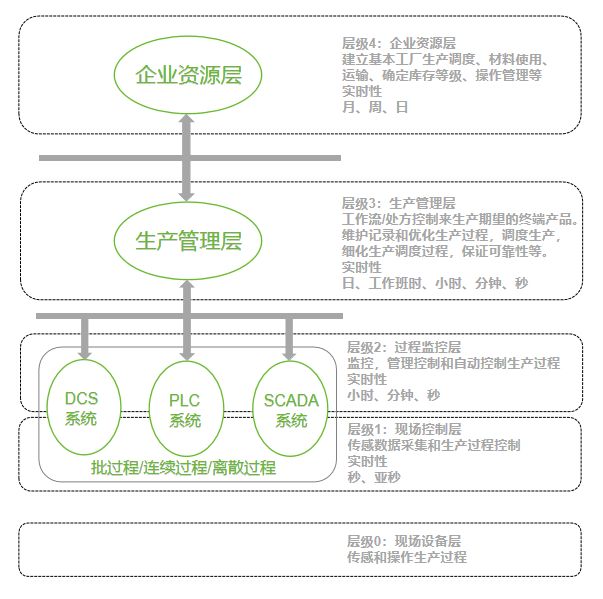 企业资源层
层级4：企业资源层
建立基本工厂生产调度、材料使用、
运输、确定库存等级、操作管理等
实时性
月、周、日
生产管理层
层级3：生产管理层
工作流/处方控制来生产期望的终端产品。
维护记录和优化生产过程，调度生产，
细化生产调度过程，保证可靠性等。
实时性
日、工作班时、小时、分钟、秒
层级2：过程监控层
监控，管理控制和自动控制生产过程
实时性
小时、分钟、秒
DCS
系统
PLC
系统
SCADA
系统
批过程/连续过程/离散过程
层级1：现场控制层
传感数据采集和生产过程控制
实时性
秒、亚秒
层级0：现场设备层
传感和操作生产过程